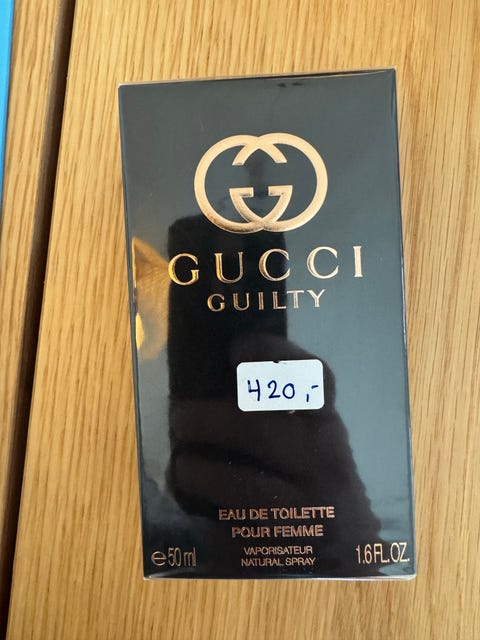 GUCCI
GUILTY
420,-
EAU DE TOILETTE
POUR FEMME
VAPORISATEUR
NATURAL SPRAY
℮50 ml
1.6 FL.OZ.